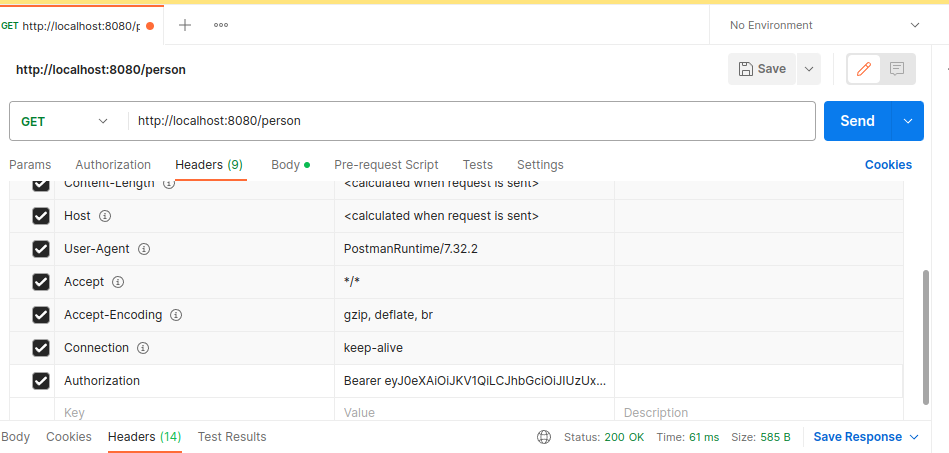 GET http://localhost:8080/p
No Environment
http://localhost:8080/person
Save
GET http://localhost:8080/person
Send
Params Authorization Headers (9) Body Pre-request Script Tests Settings Cookies
Content-Length <calculated when request is sent>
Host <calculated when request is sent>
User-Agent PostmanRuntime/7.32.2
Accept */*
Accept-Encoding gzip, deflate, br
Connection keep-alive
Authorization Bearer eyJ0eXAiOiJKV1QiLCJhbGciOiJIUzUx...
Key Value Description
Body Cookies Headers (14) Test Results Status: 200 OK Time: 61 ms Size: 585 B Save Response